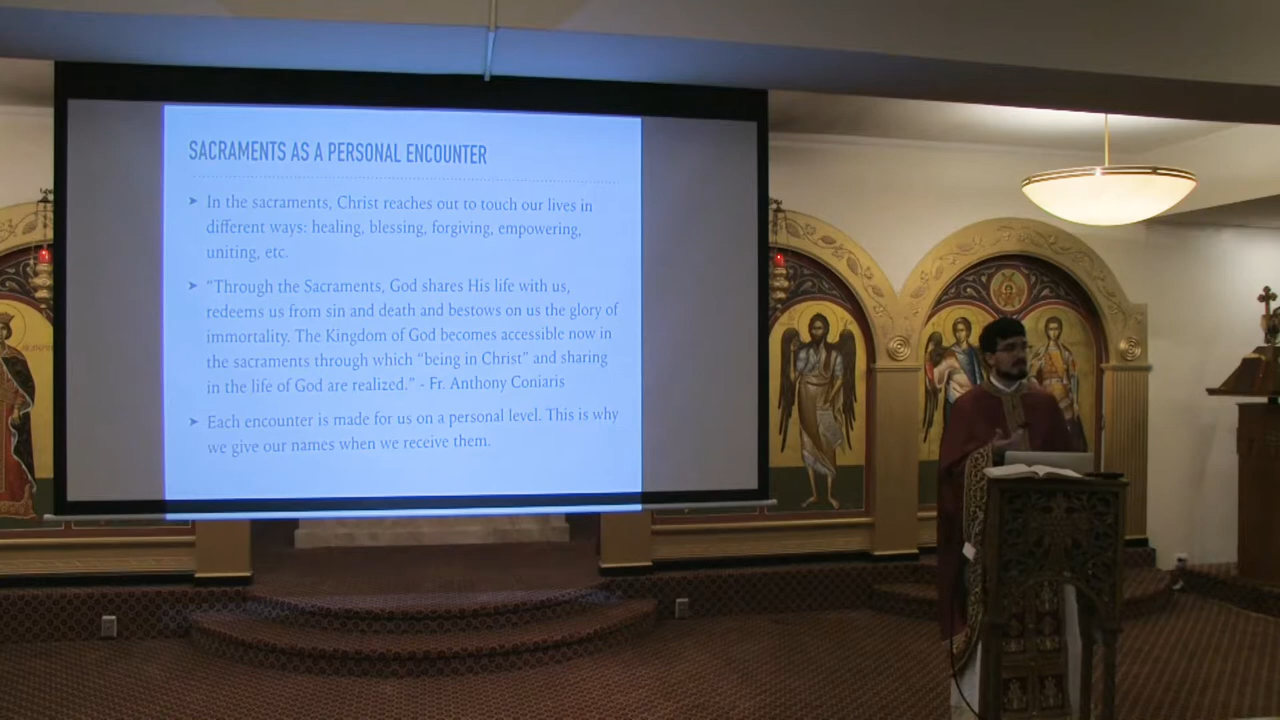 SACRAMENTS AS A PERSONAL ENCOUNTER
➤ In the sacraments, Christ reaches out to touch our lives in
different ways: healing, blessing, forgiving, empowering,
uniting, etc.
➤ “Through the Sacraments, God shares His life with us,
redeems us from sin and death and bestows on us the glory of
immortality. The Kingdom of God becomes accessible now in
the sacraments through which “being in Christ” and sharing
in the life of God are realized.” - Fr. Anthony Coniaris
➤ Each encounter is made for us on a personal level. This is why
we give our names when we receive them.